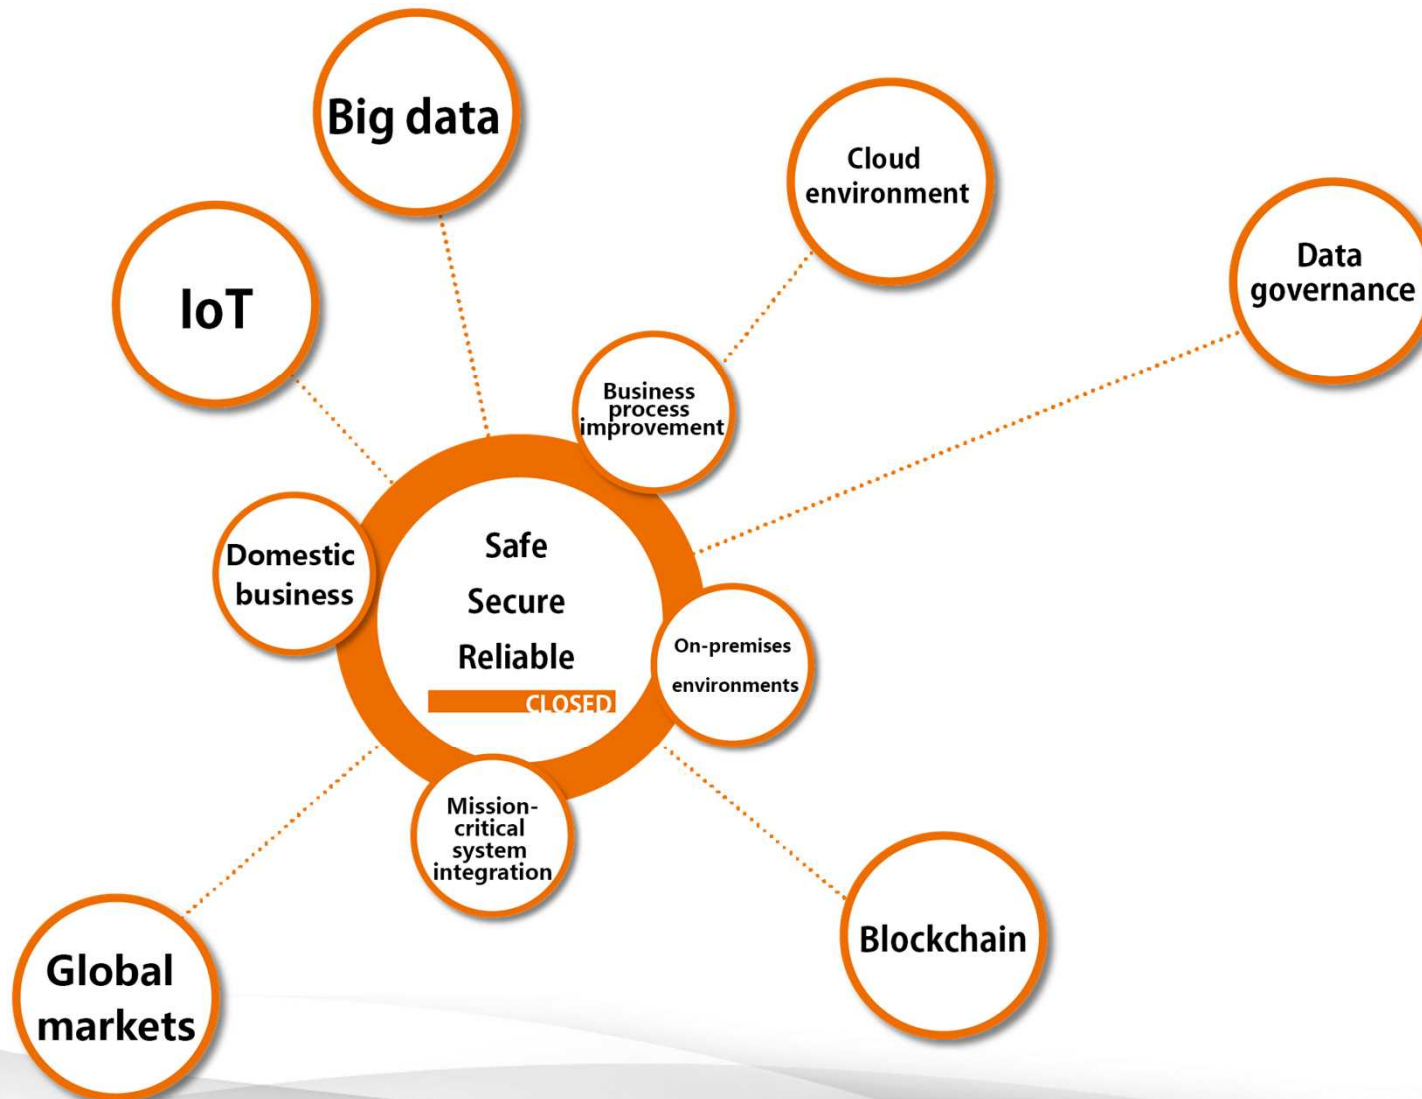 Big data
Cloud
environment
Data
governance
IoT
Business
process
improvement
Domestic
business
Safe
Secure
Reliable
CLOSED
On-premises
environments
Mission-
critical
system
integration
Blockchain
Global
markets